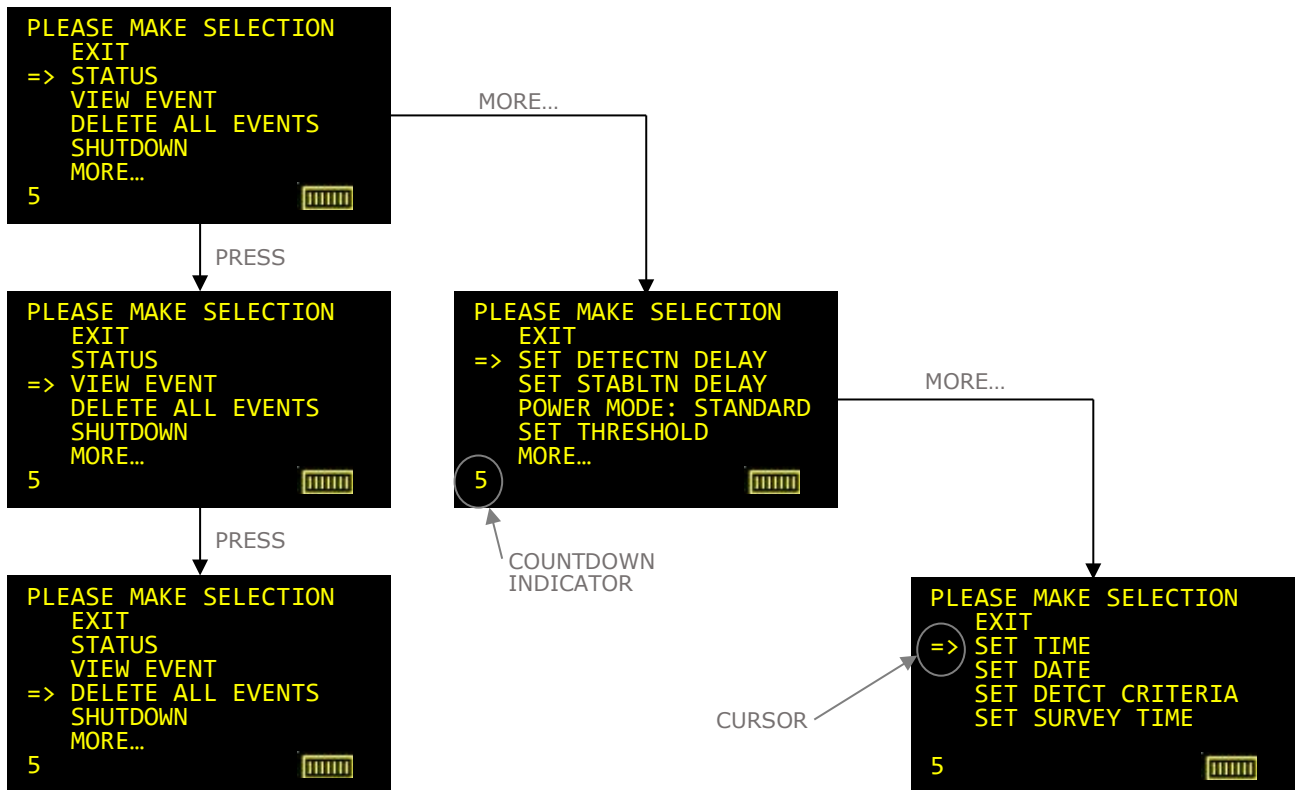 PLEASE MAKE SELECTION
EXIT
=> STATUS
VIEW EVENT
DELETE ALL EVENTS
SHUTDOWN
MORE…
5
MORE…
PRESS
PLEASE MAKE SELECTION
EXIT
STATUS
=> VIEW EVENT
DELETE ALL EVENTS
SHUTDOWN
MORE…
5
PLEASE MAKE SELECTION
EXIT
=> SET DETECTN DELAY
SET STABLTN DELAY
POWER MODE: STANDARD
SET THRESHOLD
MORE…
5
MORE…
PRESS
COUNTDOWN
INDICATOR
PLEASE MAKE SELECTION
EXIT
STATUS
VIEW EVENT
=> DELETE ALL EVENTS
SHUTDOWN
MORE…
5
CURSOR
PLEASE MAKE SELECTION
EXIT
=> SET TIME
SET DATE
SET DETCT CRITERIA
SET SURVEY TIME
5